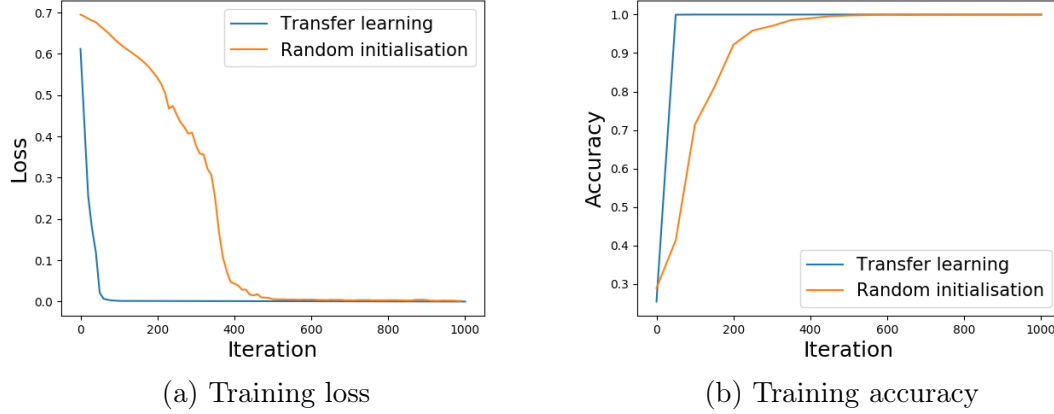 0.7
0.6
0.5
0.4
0.3
0.2
0.1
0.0
Loss
0
200
400
600
800
1000
Iteration
Transfer learning
Random initialisation
(a) Training loss
1.0
0.9
0.8
0.7
0.6
0.5
0.4
0.3
Accuracy
0
200
400
600
800
1000
Iteration
Transfer learning
Random initialisation
(b) Training accuracy